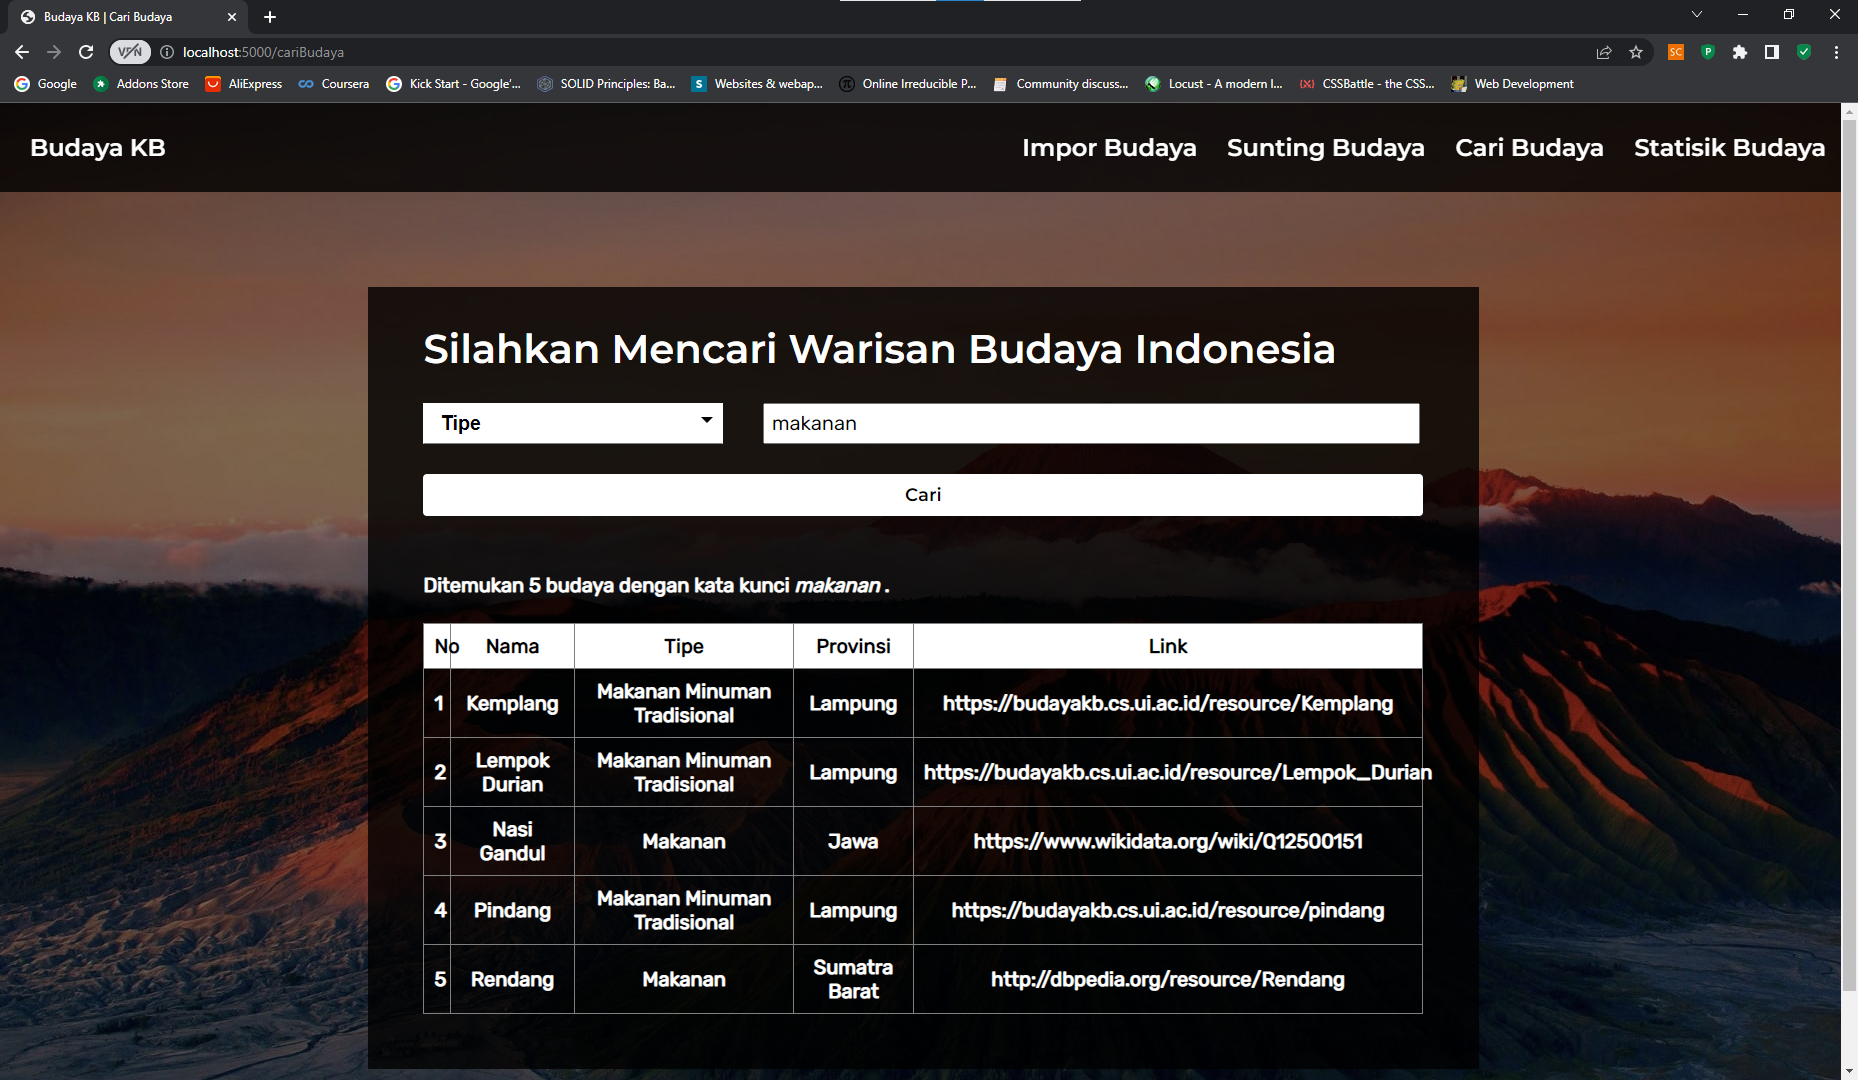 Budaya KB | Cari Budaya
VPN
localhost:5000/cariBudaya
SC
P
Google
Addons Store
AliExpress
Coursera
Kick Start - Google'...
SOLID Principles: Ba...
S
Websites & webap...
Online Irreducible P...
Community discuss...
Locust - A modern l...
CSSBattle - the CSS...
Web Development
Budaya KB
Impor Budaya
Sunting Budaya
Cari Budaya
Statisik Budaya
Silahkan Mencari Warisan Budaya Indonesia
Tipe
makanan
Cari
Ditemukan 5 budaya dengan kata kunci makanan .
No Nama Tipe Provinsi Link
1 Kemplang Makanan Minuman Tradisional Lampung https://budayakb.cs.ui.ac.id/resource/Kemplang
2 Lempok Durian Makanan Minuman Tradisional Lampung https://budayakb.cs.ui.ac.id/resource/Lempok_Durian
3 Nasi Gandul Makanan Jawa https://www.wikidata.org/wiki/Q12500151
4 Pindang Makanan Minuman Tradisional Lampung https://budayakb.cs.ui.ac.id/resource/pindang
5 Rendang Makanan Sumatra Barat http://dbpedia.org/resource/Rendang